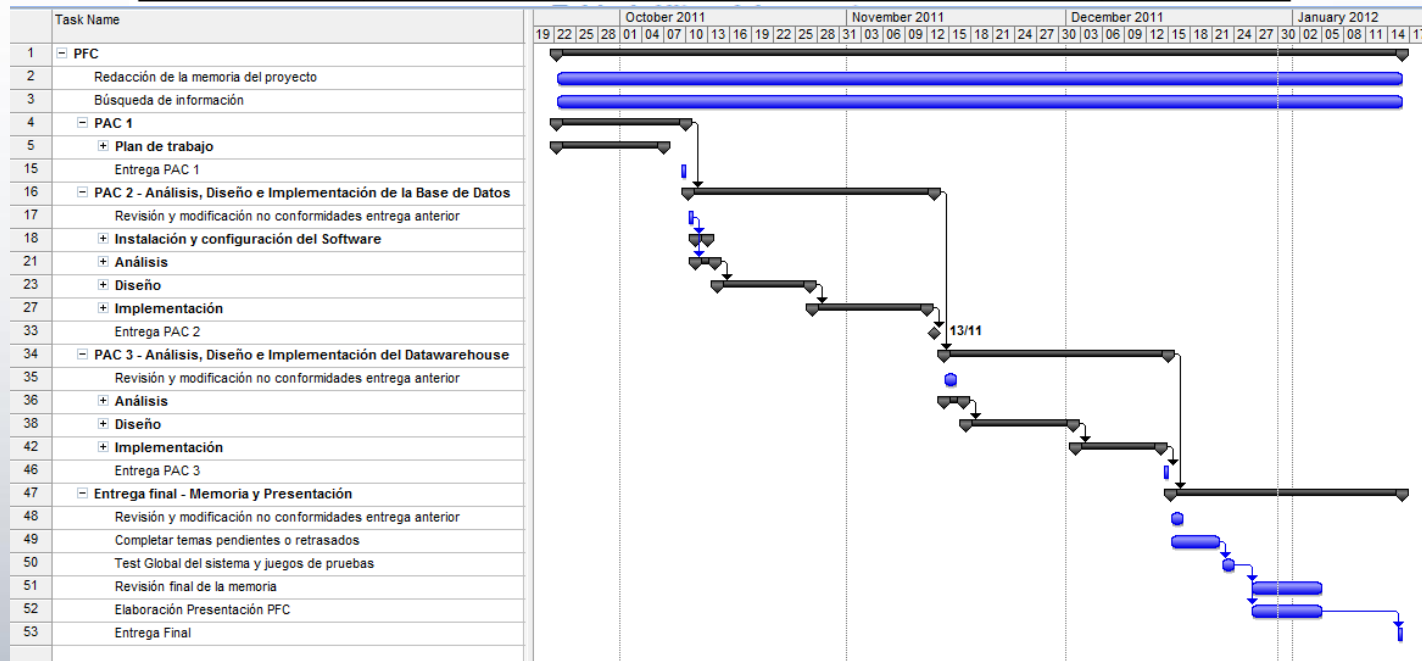 Task Name
October 2011 November 2011 December 2011 January 2012
19 22 25 28 01 04 07 10 13 16 19 22 25 28 31 03 06 09 12 15 18 21 24 27 30 03 06 09 12 15 18 21 24 27 30 02 05 08 11 14 17
1 PFC
2 Redacción de la memoria del proyecto
3 Búsqueda de información
4 PAC 1
5 Plan de trabajo
15 Entrega PAC 1
16 PAC 2 - Análisis, Diseño e Implementación de la Base de Datos
17 Revisión y modificación no conformidades entrega anterior
18 Instalación y configuración del Software
21 Análisis
23 Diseño
27 Implementación
33 Entrega PAC 2 13/11
34 PAC 3 - Análisis, Diseño e Implementación del Datawarehouse
35 Revisión y modificación no conformidades entrega anterior
36 Análisis
38 Diseño
42 Implementación
46 Entrega PAC 3
47 Entrega final - Memoria y Presentación
48 Revisión y modificación no conformidades entrega anterior
49 Completar temas pendientes o retrasados
50 Test Global del sistema y juegos de pruebas
51 Revisión final de la memoria
52 Elaboración Presentación PFC
53 Entrega Final